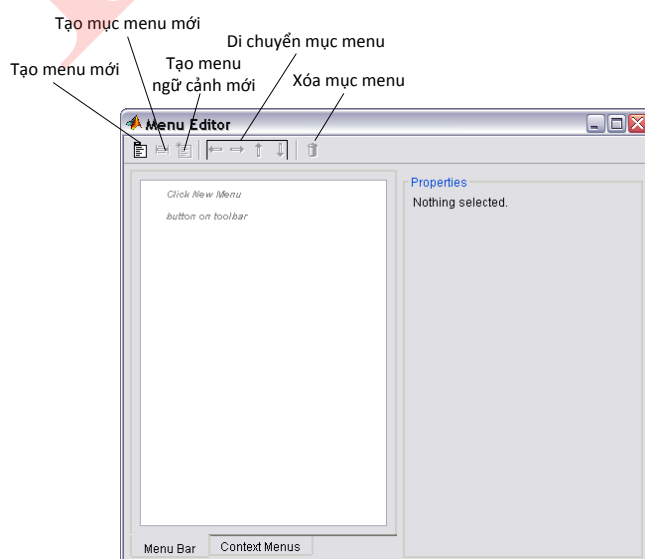 Tạo mục menu mới
Di chuyển mục menu
Tạo menu mới
Tạo menu
ngữ cảnh mới
Xóa mục menu
Menu Editor
Click New Menu
button on toolbar
Properties
Nothing selected.
Menu Bar
Context Menus